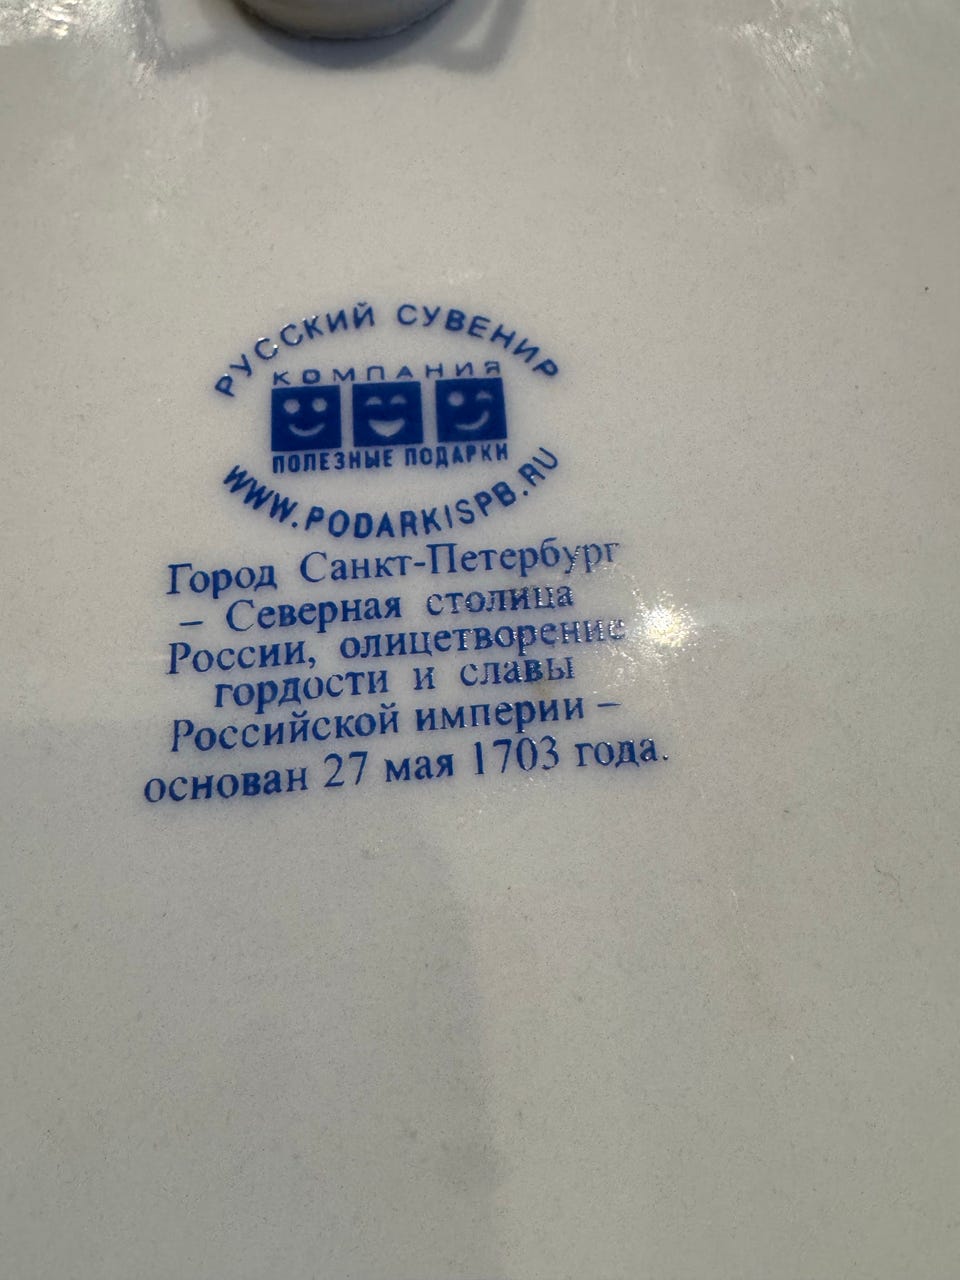 РУССКИЙ СУВЕНИР
КОМПАНИЯ
ПОЛЕЗНЫЕ ПОДАРКИ
WWW.PODARKISPB.RU
Город Санкт-Петербург
– Северная столица
России, олицетворение
гордости и славы
Российской империи –
основан 27 мая 1703 года.